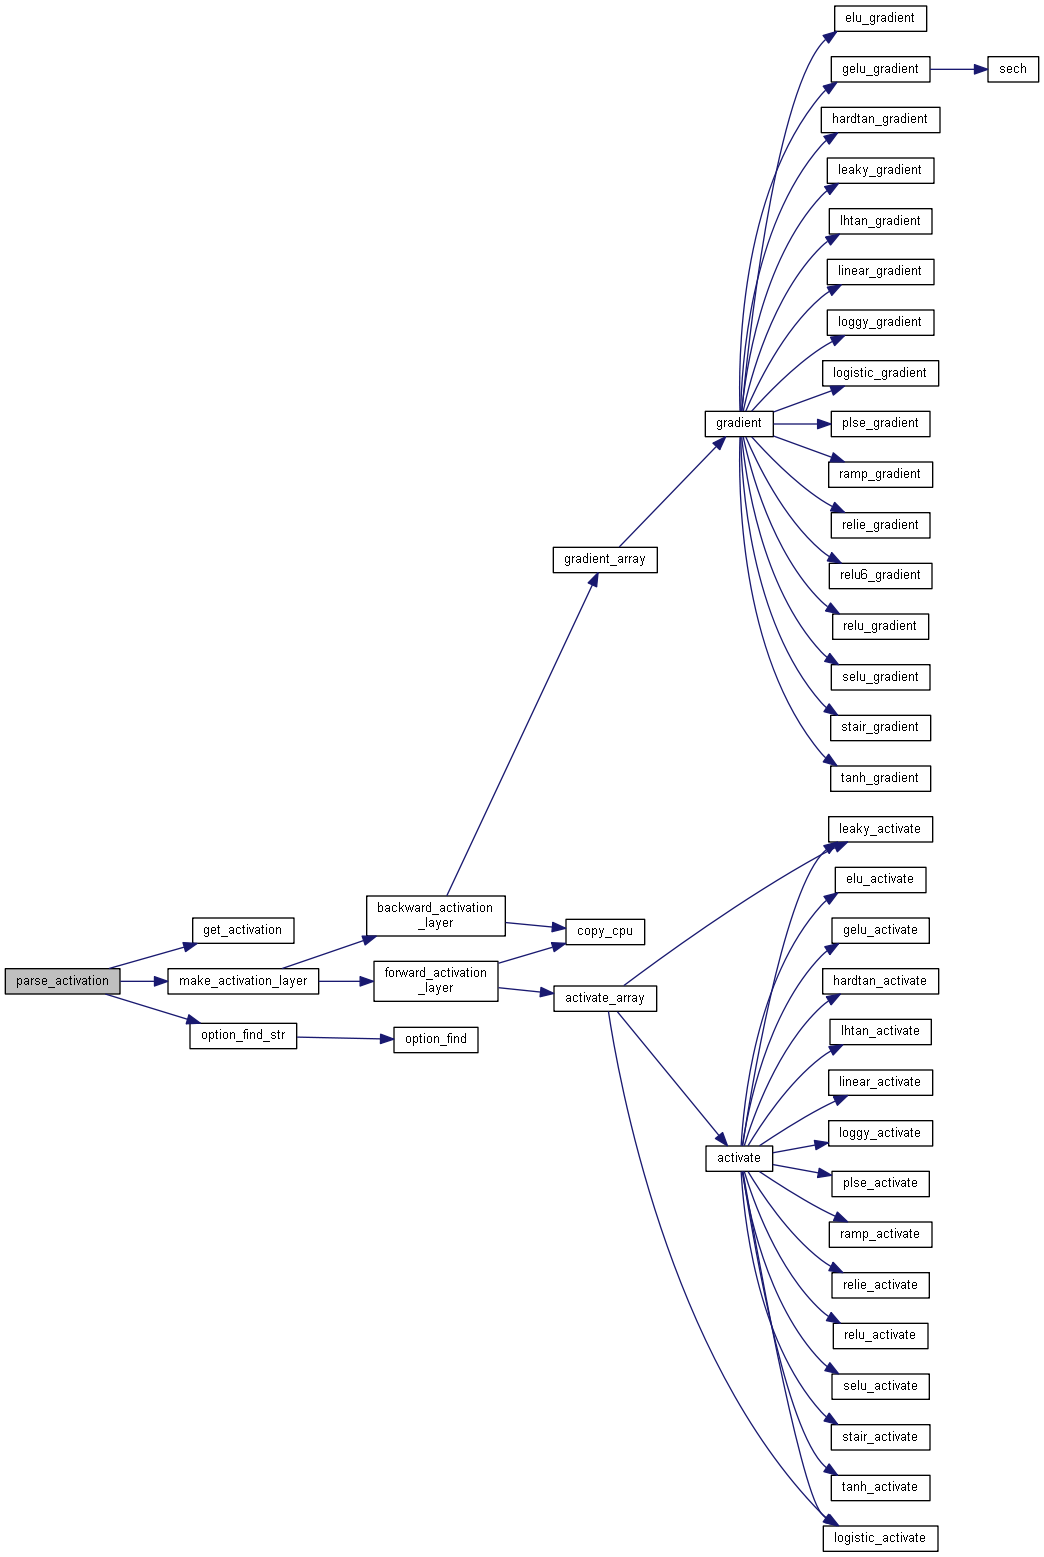 elu_gradient
gelu_gradient
sech
hardtan_gradient
leaky_gradient
lhtan_gradient
linear_gradient
loggy_gradient
logistic_gradient
gradient
plse_gradient
ramp_gradient
relie_gradient
gradient_array
relu6_gradient
relu_gradient
selu_gradient
stair_gradient
tanh_gradient
leaky_activate
elu_activate
backward_activation
_layer
get_activation
copy_cpu
gelu_activate
parse_activation
make_activation_layer
forward_activation
_layer
hardtan_activate
activate_array
option_find_str
option_find
lhtan_activate
linear_activate
loggy_activate
activate
plse_activate
ramp_activate
relie_activate
relu_activate
selu_activate
stair_activate
tanh_activate
logistic_activate